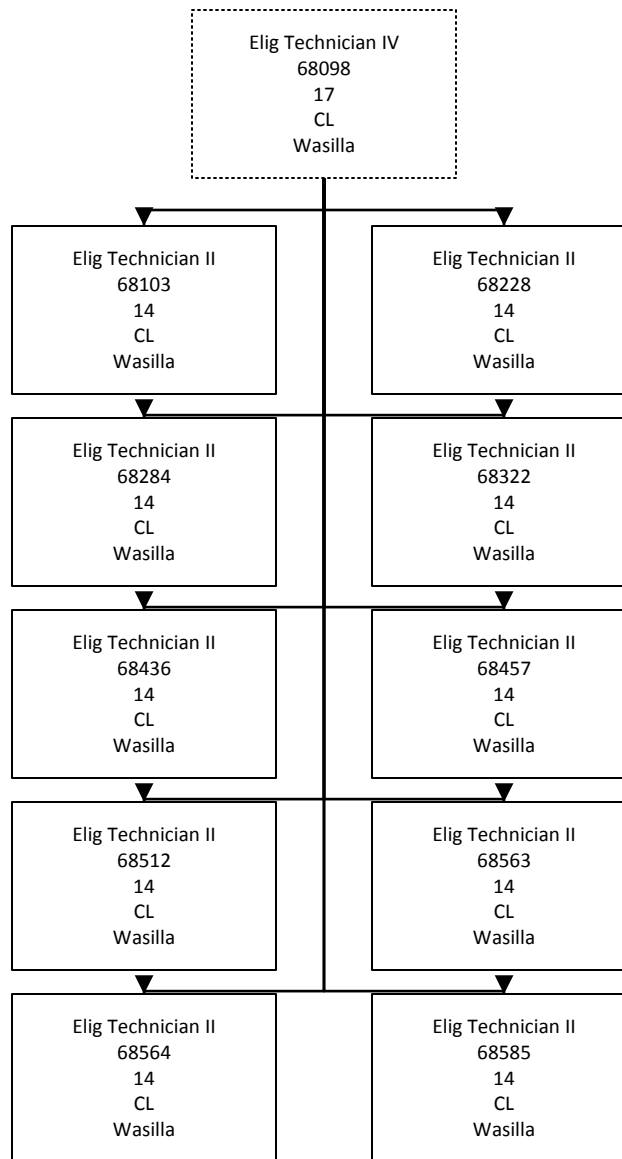 Elig Technician IV
68098
17
CL
Wasilla
Elig Technician II
68103
14
CL
Wasilla
Elig Technician II
68228
14
CL
Wasilla
Elig Technician II
68284
14
CL
Wasilla
Elig Technician II
68322
14
CL
Wasilla
Elig Technician II
68436
14
CL
Wasilla
Elig Technician II
68457
14
CL
Wasilla
Elig Technician II
68512
14
CL
Wasilla
Elig Technician II
68563
14
CL
Wasilla
Elig Technician II
68564
14
CL
Wasilla
Elig Technician II
68585
14
CL
Wasilla